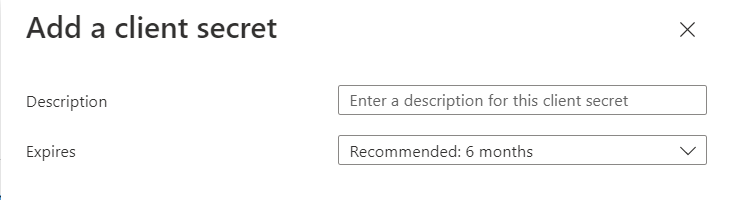 Add a client secret
Description
Enter a description for this client secret
Expires
Recommended: 6 months